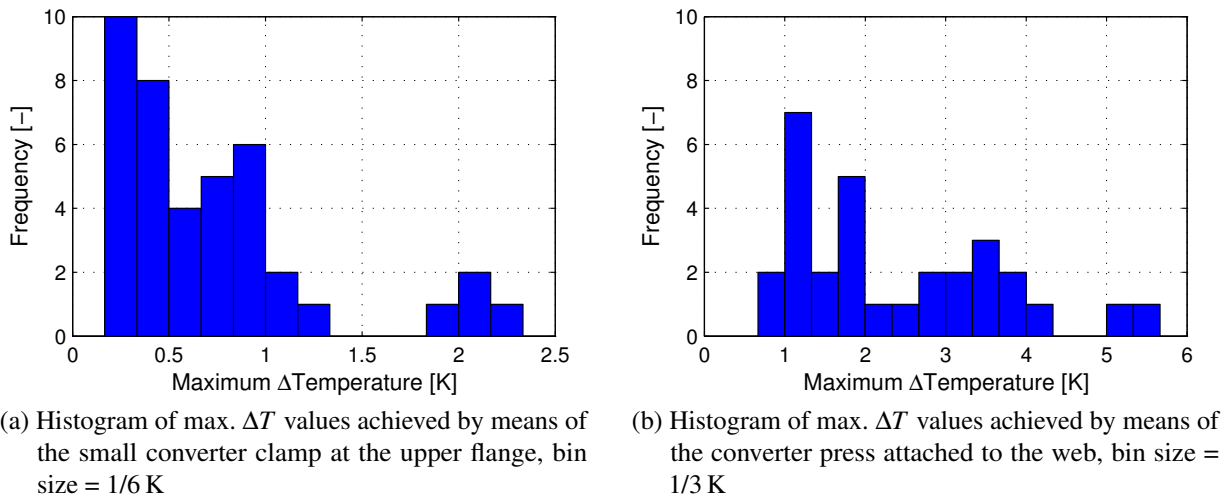 10
8
6
4
2
0
Frequency [−]
0 0.5 1 1.5 2 2.5
Maximum ΔTemperature [K]
(a) Histogram of max. ΔT values achieved by means of
the small converter clamp at the upper flange, bin
size = 1/6 K
10
8
6
4
2
0
Frequency [−]
0 1 2 3 4 5 6
Maximum ΔTemperature [K]
(b) Histogram of max. ΔT values achieved by means of
the converter press attached to the web, bin size =
1/3 K